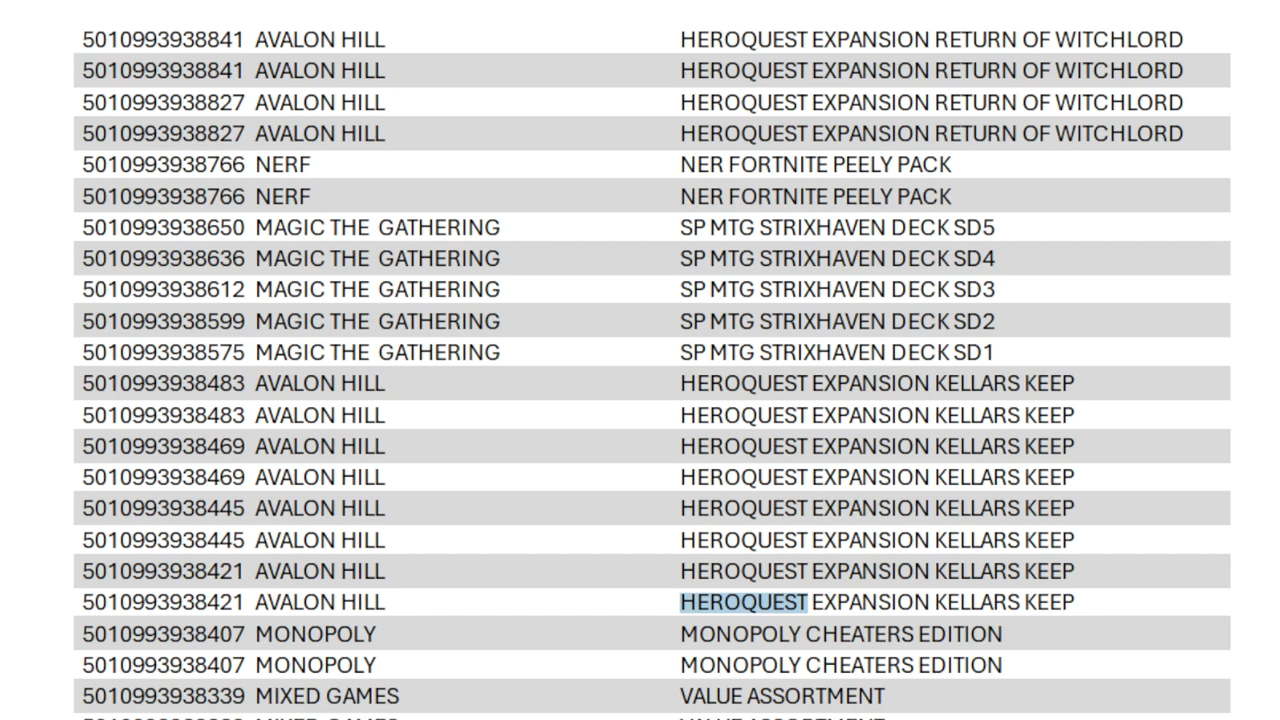 5010993938841 AVALON HILL HEROQUEST EXPANSION RETURN OF WITCHLORD
5010993938841 AVALON HILL HEROQUEST EXPANSION RETURN OF WITCHLORD
5010993938827 AVALON HILL HEROQUEST EXPANSION RETURN OF WITCHLORD
5010993938827 AVALON HILL HEROQUEST EXPANSION RETURN OF WITCHLORD
5010993938766 NERF NER FORTNITE PEELY PACK
5010993938766 NERF NER FORTNITE PEELY PACK
5010993938650 MAGIC THE GATHERING SP MTG STRIXHAVEN DECK SD5
5010993938636 MAGIC THE GATHERING SP MTG STRIXHAVEN DECK SD4
5010993938612 MAGIC THE GATHERING SP MTG STRIXHAVEN DECK SD3
5010993938599 MAGIC THE GATHERING SP MTG STRIXHAVEN DECK SD2
5010993938575 MAGIC THE GATHERING SP MTG STRIXHAVEN DECK SD1
5010993938483 AVALON HILL HEROQUEST EXPANSION KELLARS KEEP
5010993938483 AVALON HILL HEROQUEST EXPANSION KELLARS KEEP
5010993938469 AVALON HILL HEROQUEST EXPANSION KELLARS KEEP
5010993938469 AVALON HILL HEROQUEST EXPANSION KELLARS KEEP
5010993938445 AVALON HILL HEROQUEST EXPANSION KELLARS KEEP
5010993938445 AVALON HILL HEROQUEST EXPANSION KELLARS KEEP
5010993938421 AVALON HILL HEROQUEST EXPANSION KELLARS KEEP
5010993938421 AVALON HILL HEROQUEST EXPANSION KELLARS KEEP
5010993938407 MONOPOLY MONOPOLY CHEATERS EDITION
5010993938407 MONOPOLY MONOPOLY CHEATERS EDITION
5010993938339 MIXED GAMES VALUE ASSORTMENT